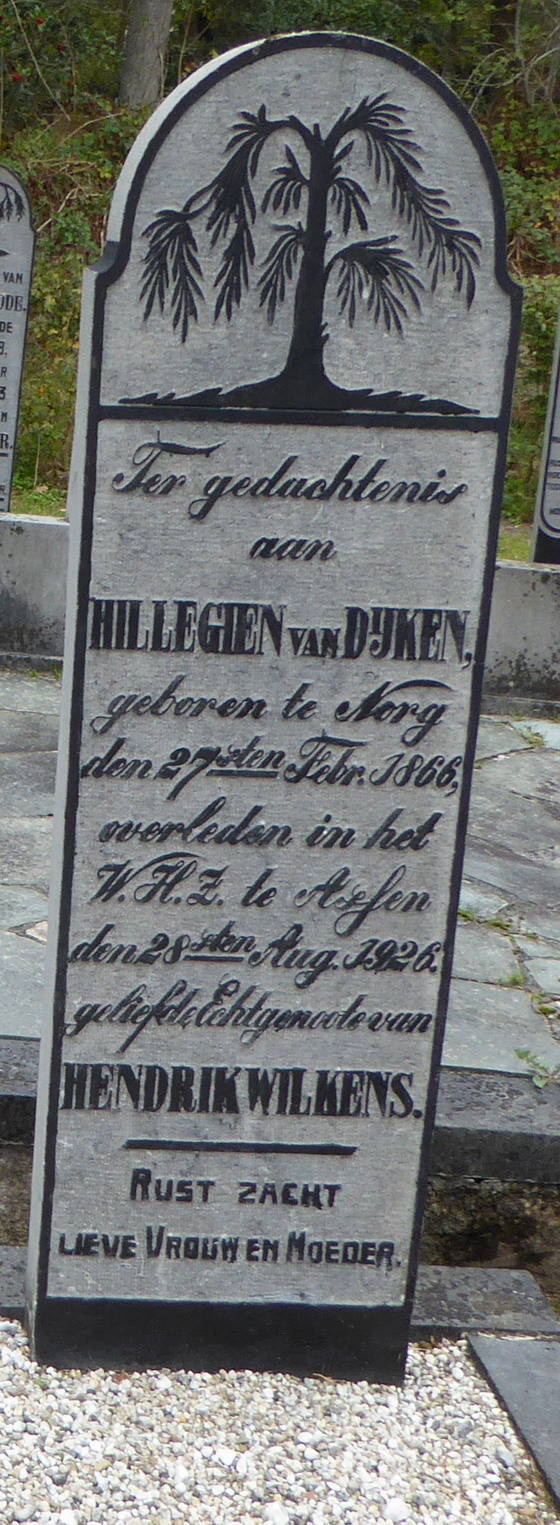 Ter gedachtenis
aan
HILLEGIEN VAN DIJKEN,
geboren te Norg
den 27sten Febr. 1866,
overleden in het
W.H.Z. te Assen
den 28sten Aug. 1926.
geliefde Echtgenoote van
HENDRIK WILKENS.
RUST ZACHT
LIEVE VROUW EN MOEDER.